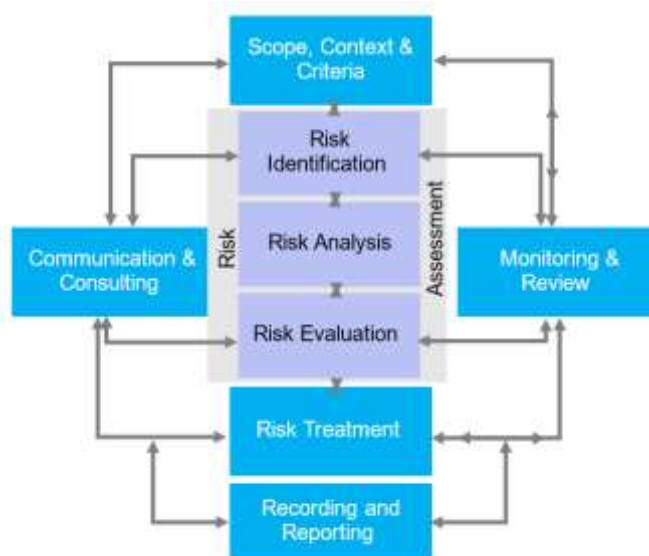 Scope, Context &
Criteria
Risk
Identification
Risk Analysis
Risk
Assessment
Communication &
Consulting
Monitoring &
Review
Risk Evaluation
Risk Treatment
Recording and
Reporting